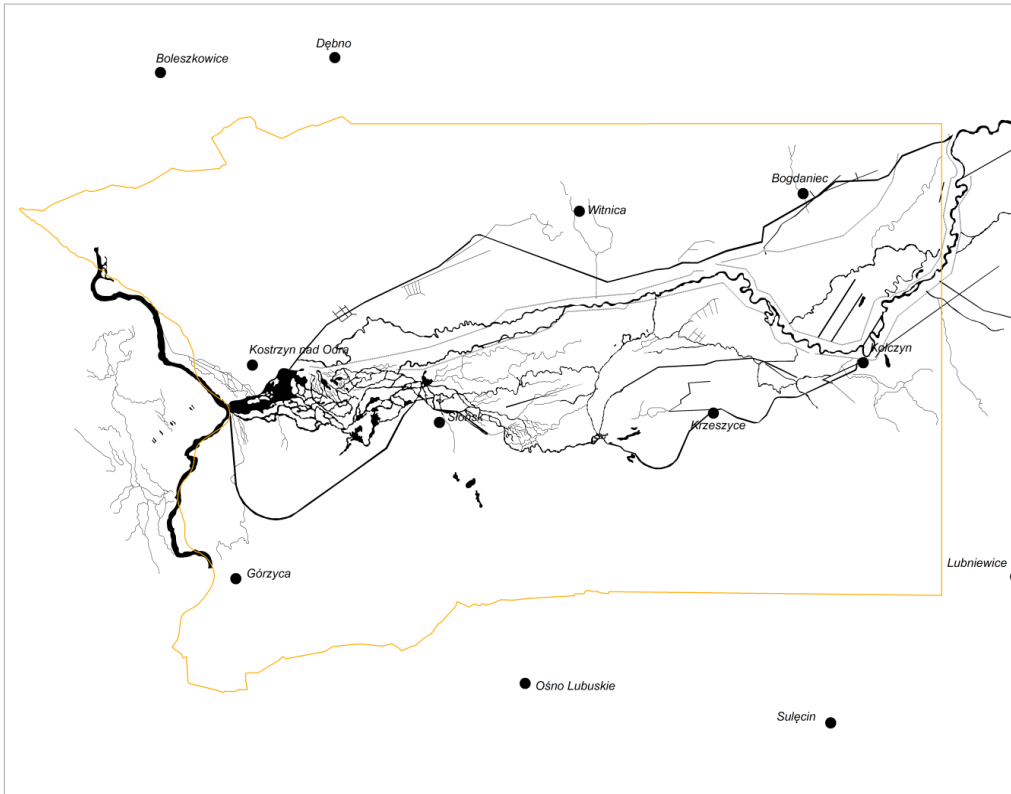 Dębno
Boleszkowice
Bogdaniec
Witnica
Kostrzyn nad Odrą
Kołczyn
Słońsk
Krzeszyce
Lubniewice
Górzyca
Ośno Lubuskie
Sulęcin